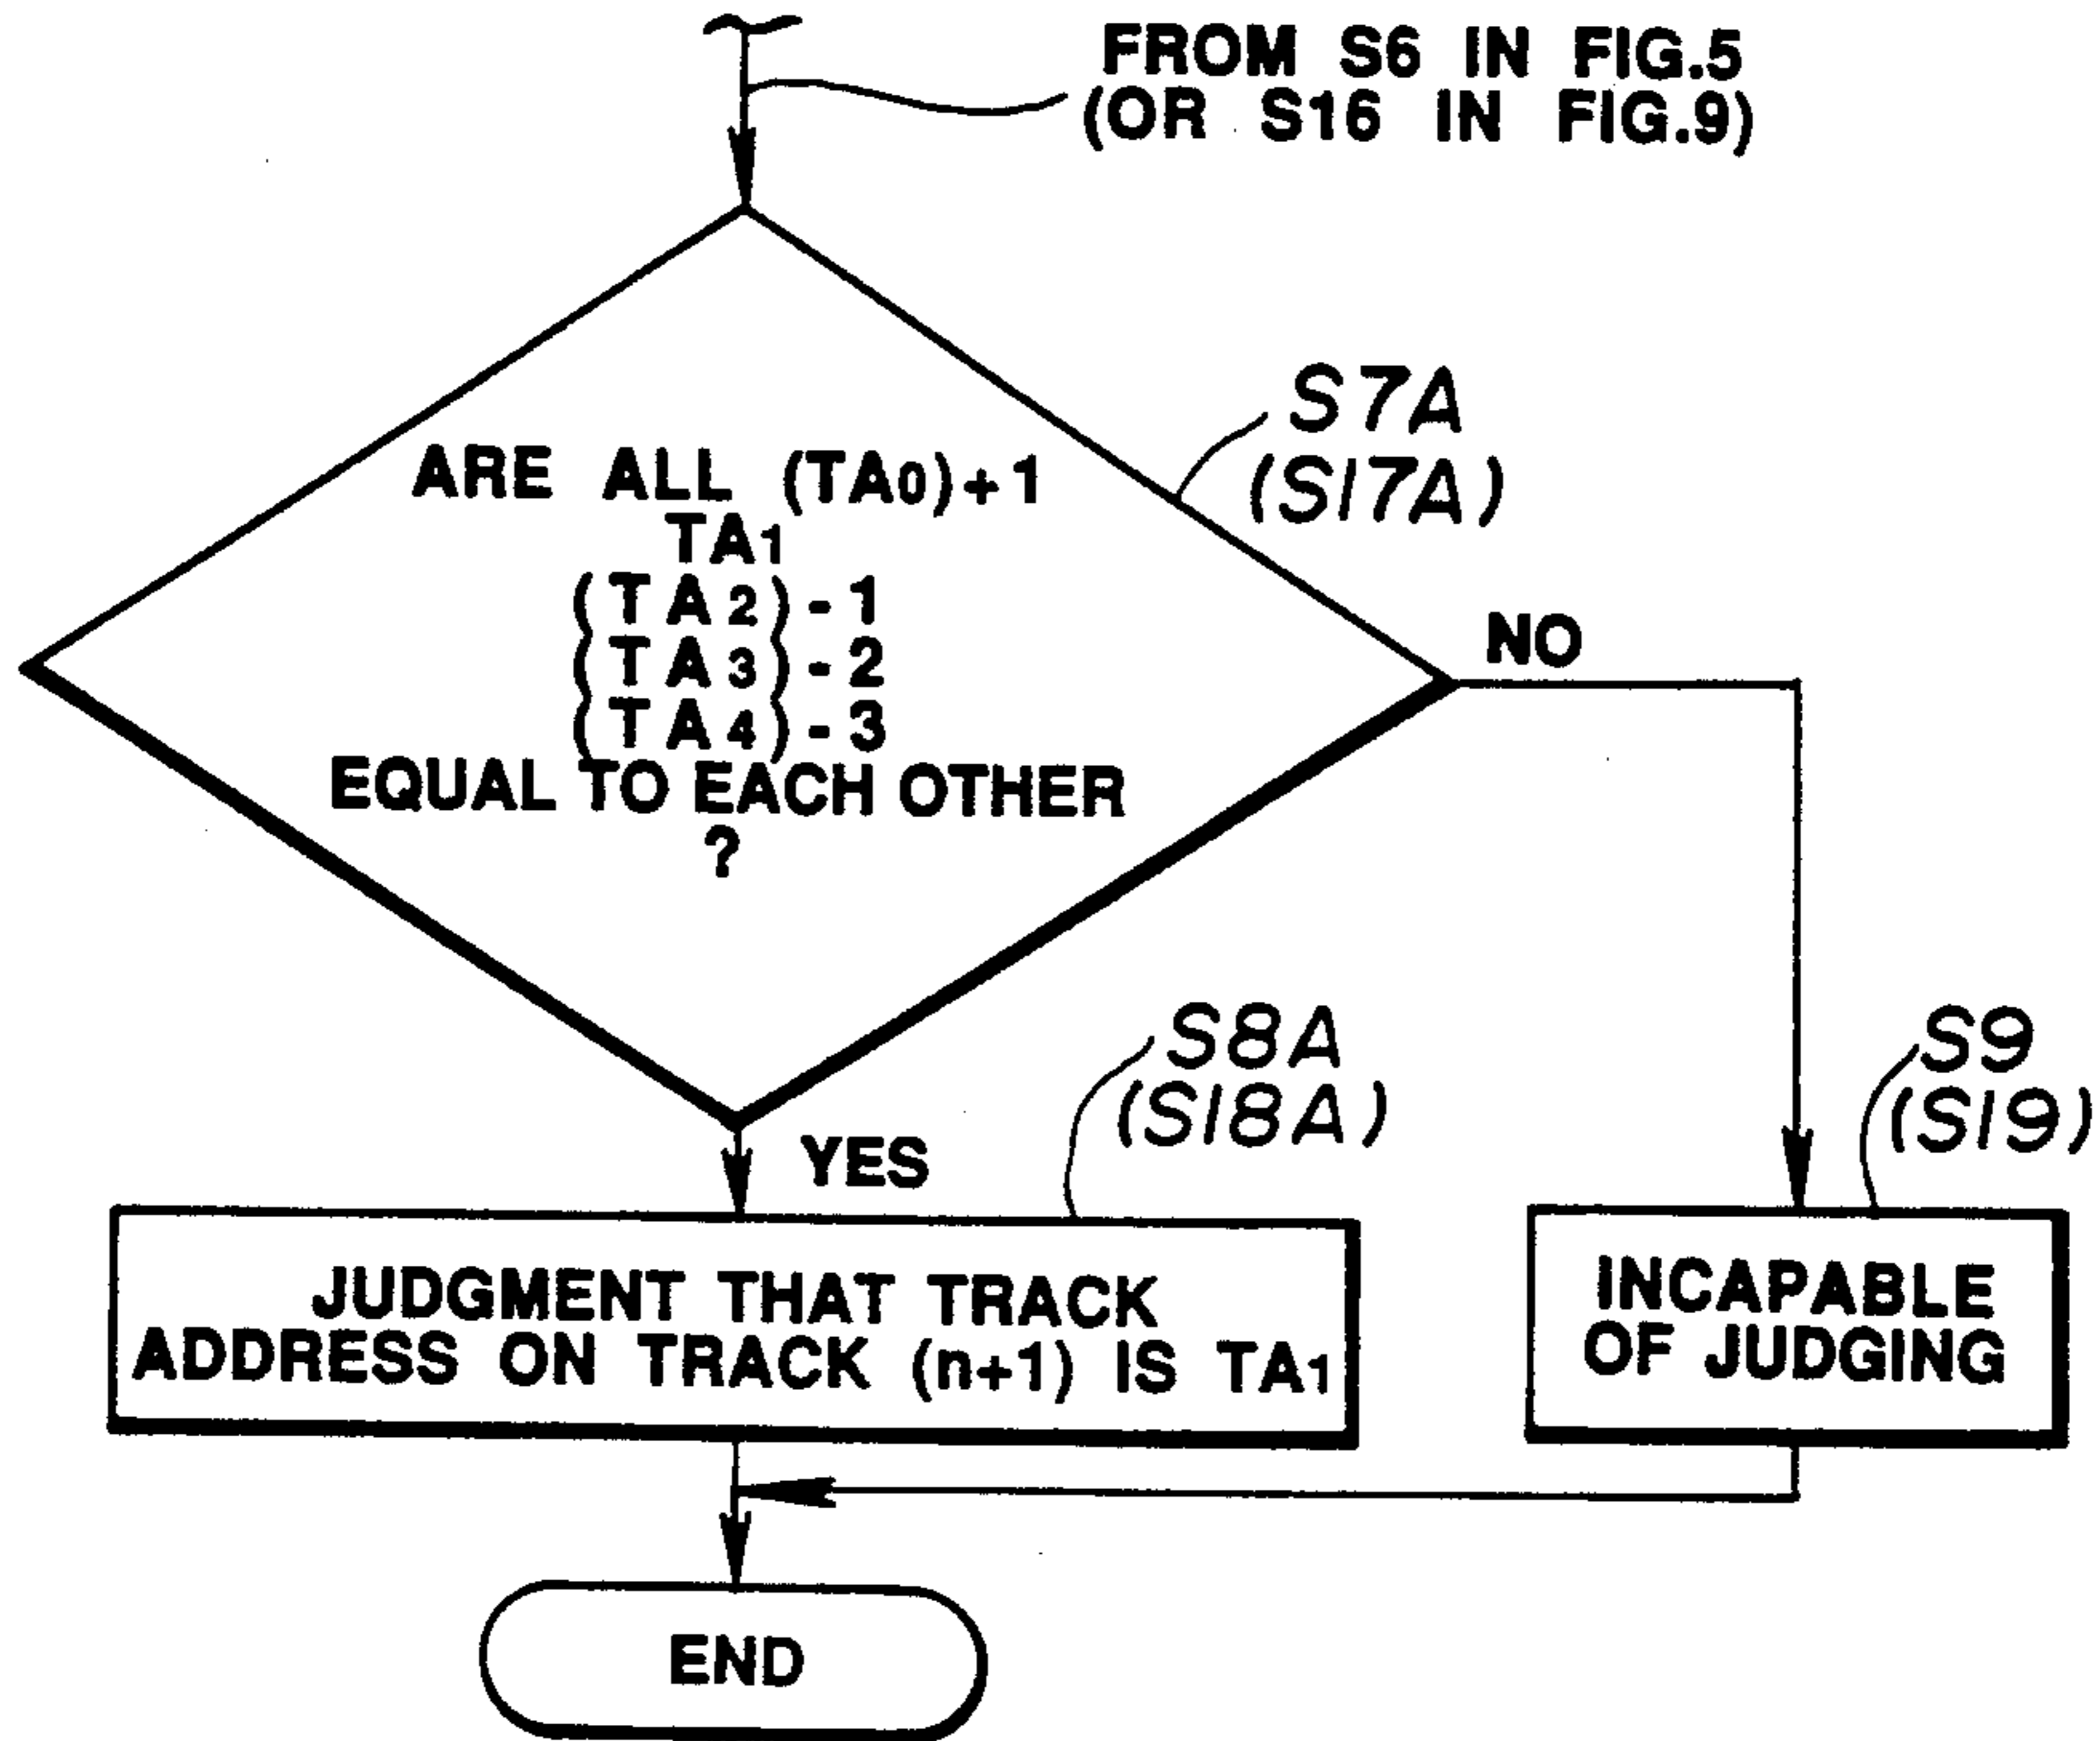 FROM S6 IN FIG.5
(OR S16 IN FIG.9)
S7A
(S17A)
ARE ALL (TA0)+1
TA1
(TA2)-1
(TA3)-2
(TA4)-3
EQUAL TO EACH OTHER
?
NO
YES
S8A
(S18A)
S9
(S19)
JUDGMENT THAT TRACK
ADDRESS ON TRACK (n+1) IS TA1
INCAPABLE
OF JUDGING
END